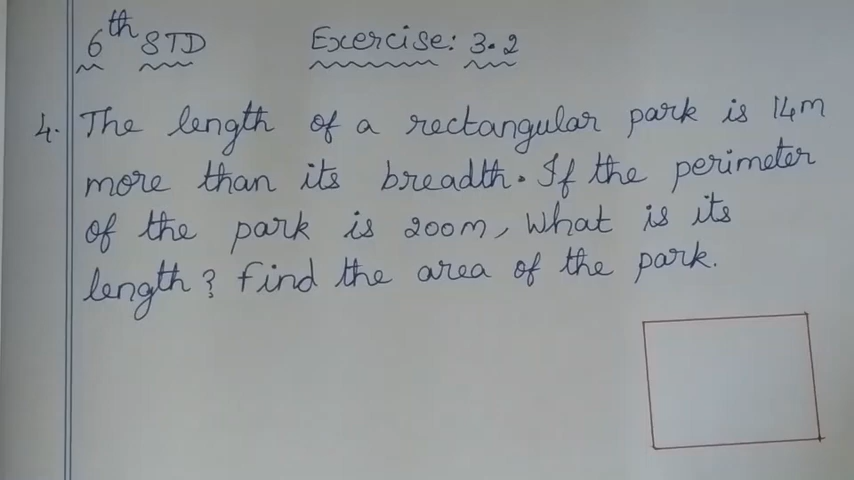 6th STD Exercise: 3.2
4. The length of a rectangular park is 14m
more than its breadth. If the perimeter
of the park is 200m, What is its
length? Find the area of the park.